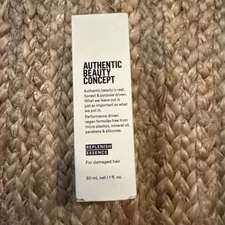 AUTHENTIC
BEAUTY
CONCEPT
Authentic beauty is real,
honest & purpose driven.
What we leave out is
just as important as what
we put in.
Performance driven
vegan formulas free from
micro plastics, mineral oil,
parabens & silicones.
REPLENISH
ESSENCE
For damaged hair
30 ml. net | 1 fl. oz.